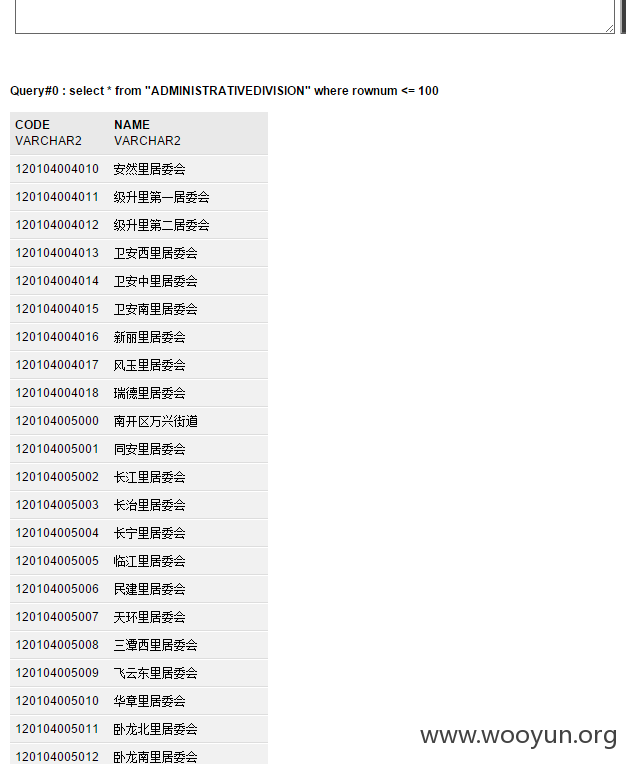 Query#0 : select * from "ADMINISTRATIVEDIVISION" where rownum <= 100
CODE NAME
VARCHAR2 VARCHAR2
120104004010 安然里居委会
120104004011 级升里第一居委会
120104004012 级升里第二居委会
120104004013 卫安西里居委会
120104004014 卫安中里居委会
120104004015 卫安南里居委会
120104004016 新丽里居委会
120104004017 风玉里居委会
120104004018 瑞德里居委会
120104005000 南开区万兴街道
120104005001 同安里居委会
120104005002 长江里居委会
120104005003 长治里居委会
120104005004 长宁里居委会
120104005005 临江里居委会
120104005006 民建里居委会
120104005007 天环里居委会
120104005008 三潭西里居委会
120104005009 飞云东里居委会
120104005010 华章里居委会
120104005011 卧龙北里居委会
120104005012 卧龙南里居委会
www.wooyun.org